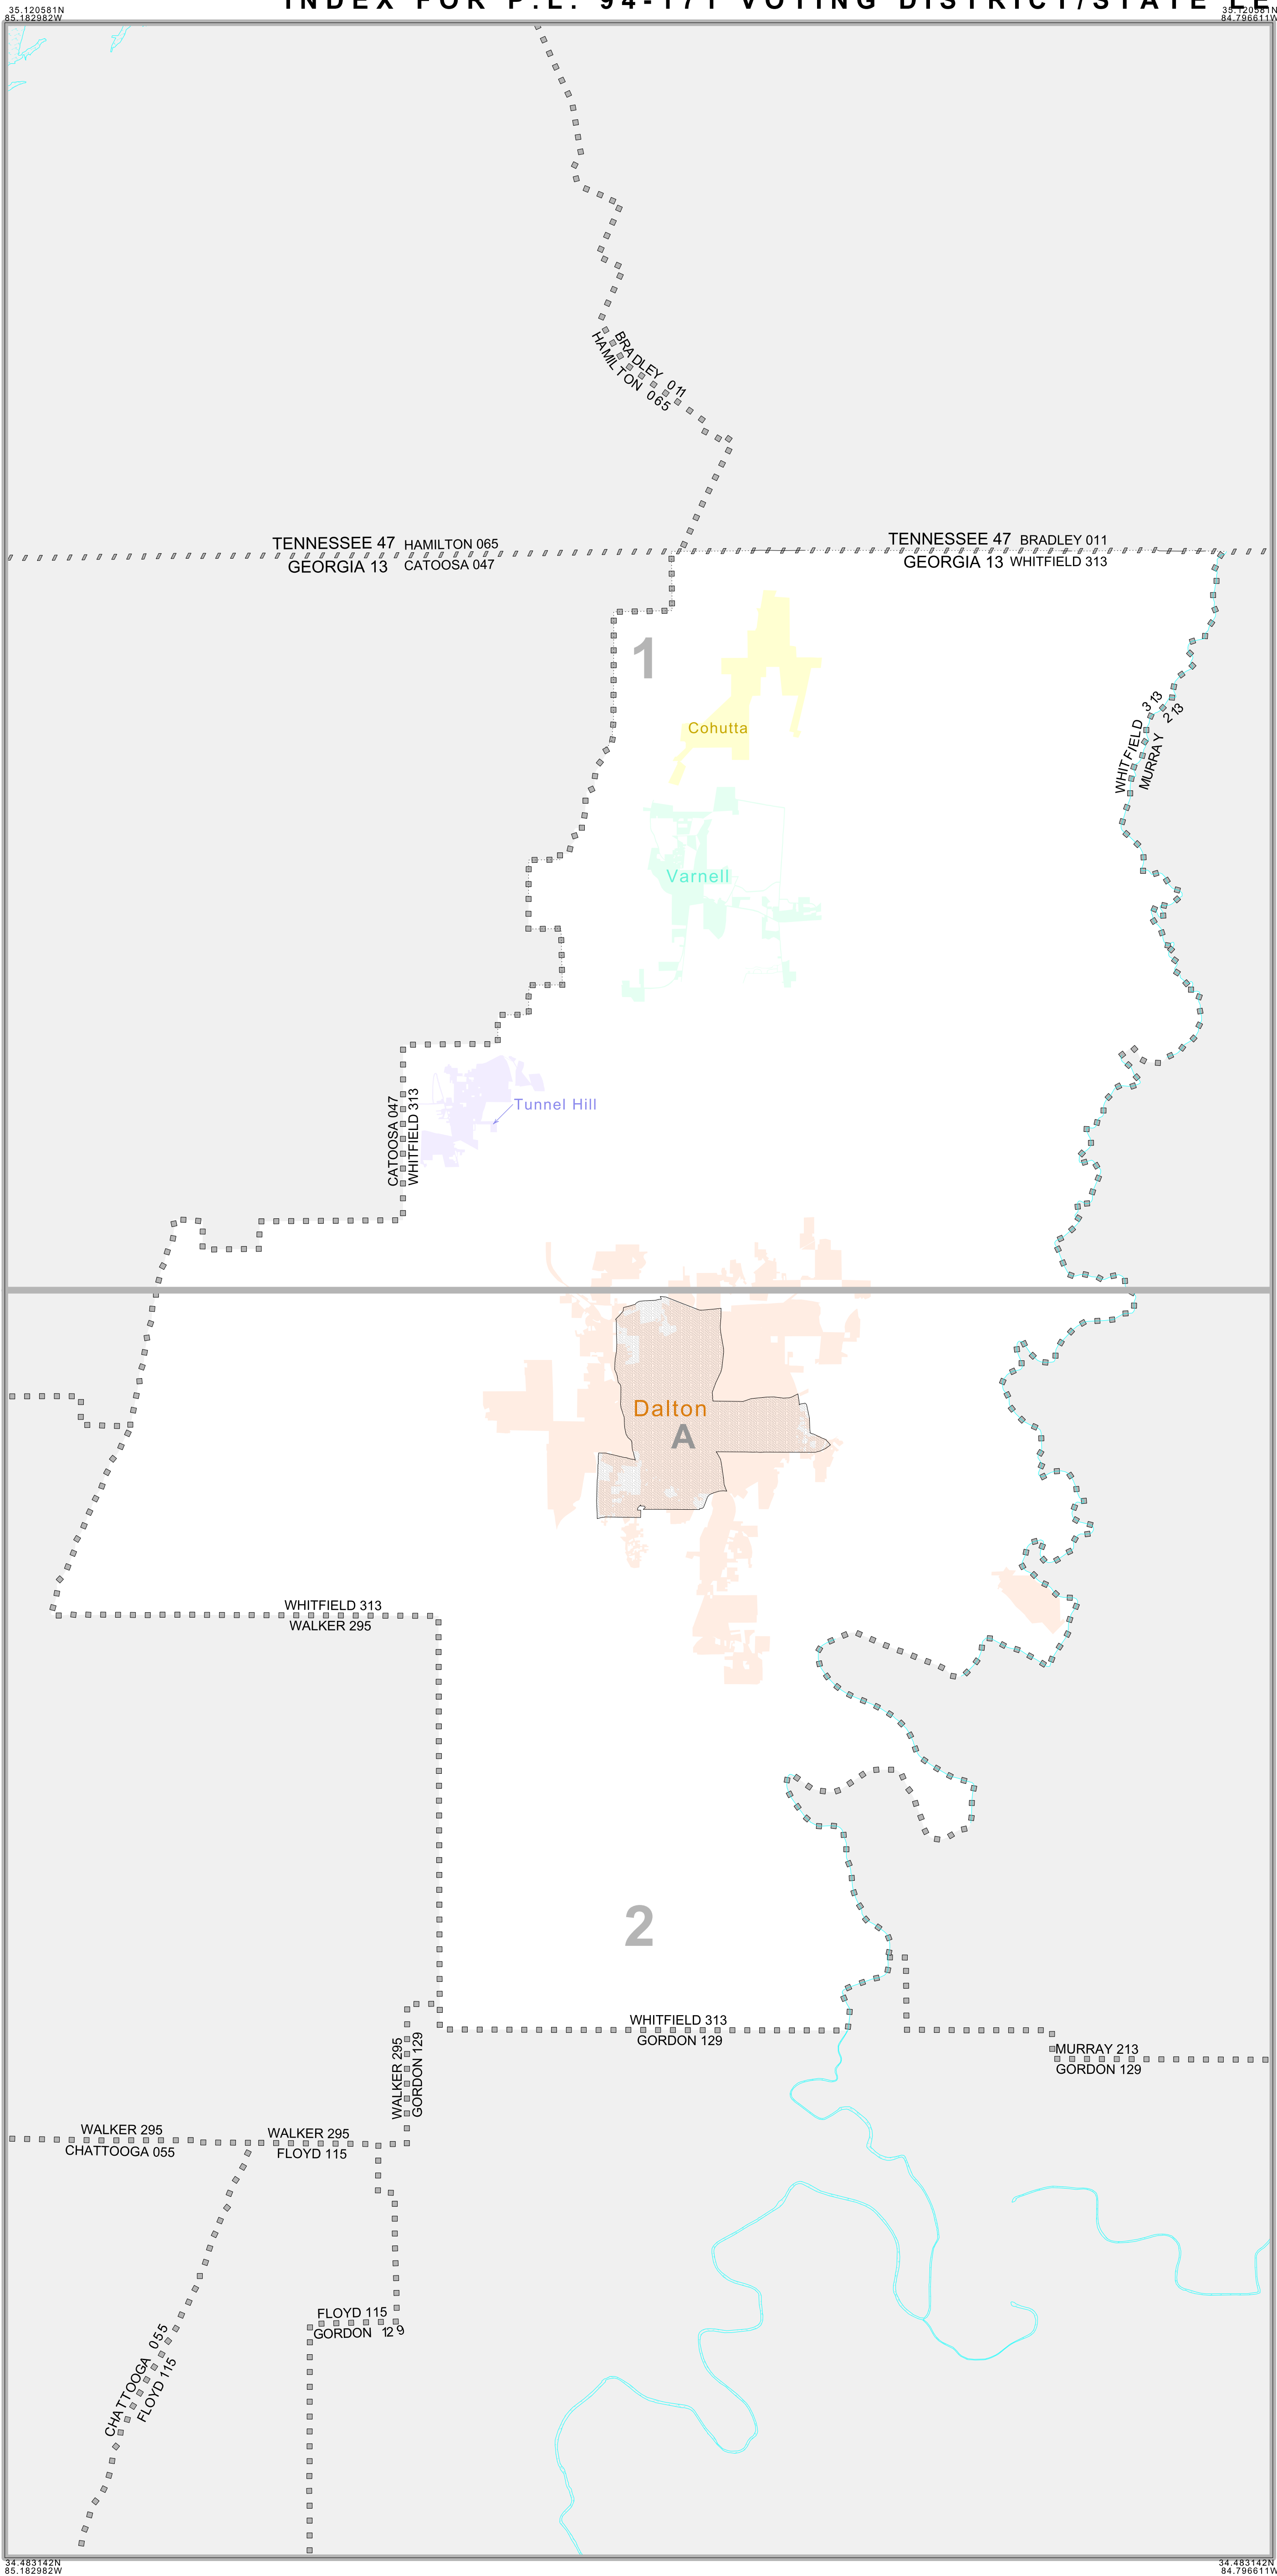 INDEX FOR P.L. 94-171 VOTING DISTRICT/STATE LE
35.120581N
85.182982W
35.120581N
84.796611W
BRADLEY 011
HAMILTON 065
TENNESSEE 47 HAMILTON 065
GEORGIA 13 CATOOSA 047
TENNESSEE 47 BRADLEY 011
GEORGIA 13 WHITFIELD 313
1
Cohutta
WHITFIELD 313
MURRAY 213
Varnell
CATOOSA 047
WHITFIELD 313
Tunnel Hill
Dalton
A
WHITFIELD 313
WALKER 295
2
WHITFIELD 313
GORDON 129
WALKER 295
GORDON 129
MURRAY 213
GORDON 129
WALKER 295
CHATTOOGA 055
WALKER 295
FLOYD 115
FLOYD 115
GORDON 129
CHATTOOGA 055
FLOYD 115
34.483142N
85.182982W
34.483142N
84.796611W